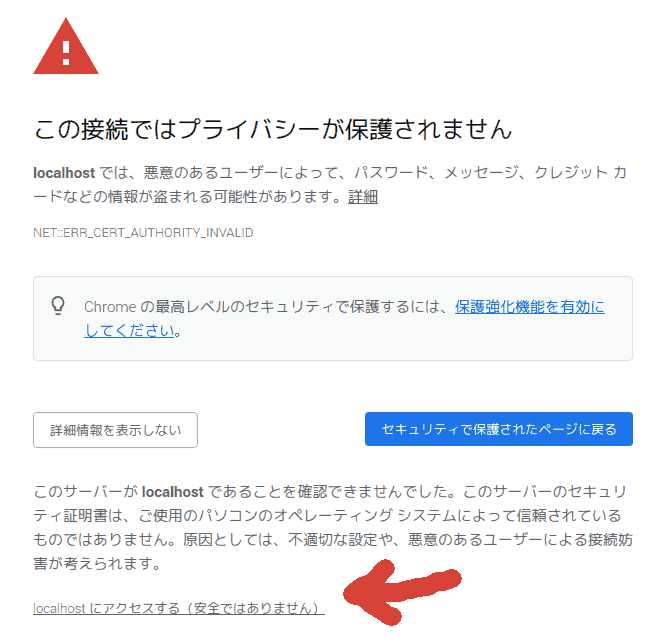 この接続ではプライバシーが保護されません
localhost では、悪意のあるユーザーによって、パスワード、メッセージ、クレジット カ
ードなどの情報が盗まれる可能性があります。詳細
NET::ERR_CERT_AUTHORITY_INVALID
Chrome の最高レベルのセキュリティで保護するには、保護強化機能を有効に
してください。
詳細情報を表示しない
セキュリティで保護されたページに戻る
このサーバーが localhost であることを確認できませんでした。このサーバーのセキュリ
ティ証明書は、ご使用のパソコンのオペレーティング システムによって信頼されている
ものではありません。原因としては、不適切な設定や、悪意のあるユーザーによる接続妨
害が考えられます。
localhost にアクセスする（安全ではありません）